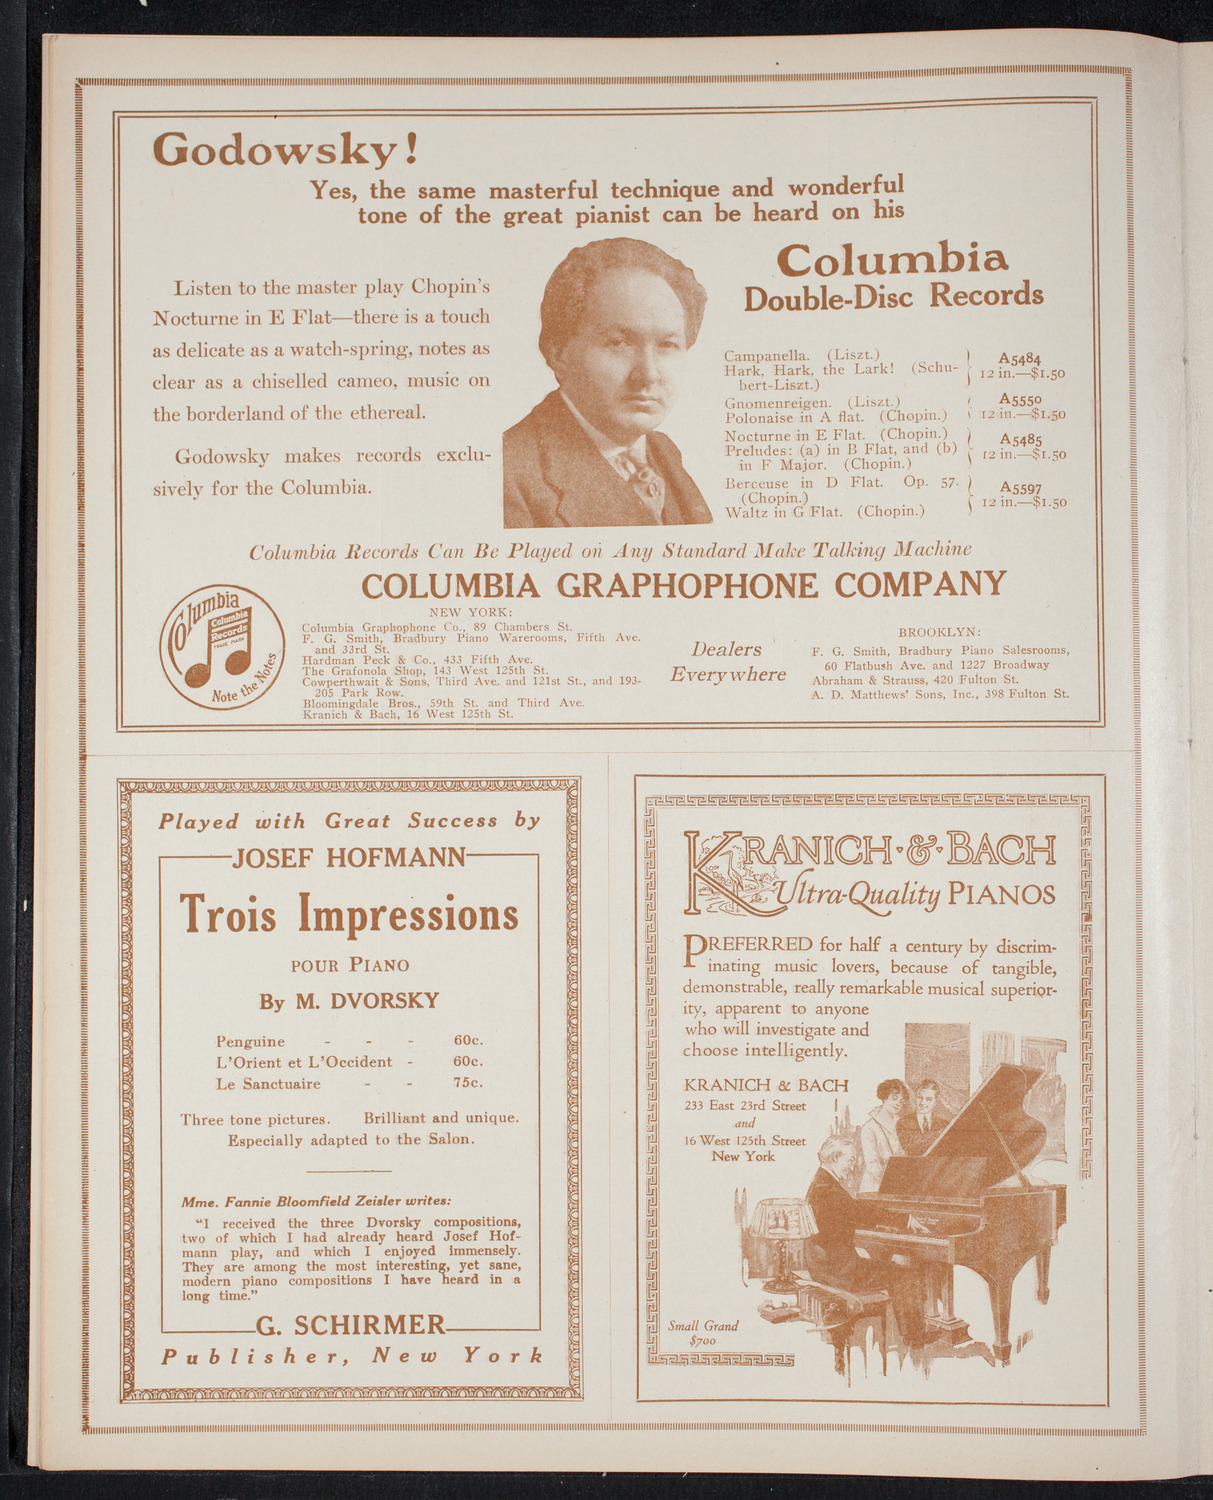 Godowsky!
Yes, the same masterful technique and wonderful
tone of the great pianist can be heard on his
Columbia
Double-Disc Records
Listen to the master play Chopin's
Nocturne in E Flat—there is a touch
as delicate as a watch-spring, notes as
clear as a chiselled cameo, music on
the borderland of the ethereal.
Godowsky makes records exclu-
sively for the Columbia.
Campanella. (Liszt.)
Hark, Hark, the Lark! (Schu-
bert-Liszt.)
A5484
12 in.—$1.50
Gnomenreigen. (Liszt.)
Polonaise in A flat. (Chopin.)
A5550
12 in.—$1.50
Nocturne in E Flat. (Chopin.)
Preludes: (a) in B Flat, and (b)
in F Major. (Chopin.)
A5485
12 in.—$1.50
Berceuse in D Flat. Op. 57.
(Chopin.)
Waltz in G Flat. (Chopin.)
A5597
12 in.—$1.50
Columbia Records Can Be Played on Any Standard Make Talking Machine
COLUMBIA GRAPHOPHONE COMPANY
Columbia
Columbia
Records
TRADE MARK
Note the Notes
NEW YORK:
Columbia Graphophone Co., 89 Chambers St.
F. G. Smith, Bradbury Piano Warerooms, Fifth Ave.
and 33rd St.
Hardman Peck & Co., 433 Fifth Ave.
The Grafonola Shop, 143 West 125th St.
Cowperthwait & Sons, Third Ave. and 121st St., and 193-
205 Park Row.
Bloomingdale Bros., 59th St. and Third Ave.
Kranich & Bach, 16 West 125th St.
Dealers
Everywhere
BROOKLYN:
F. G. Smith, Bradbury Piano Salesrooms,
60 Flatbush Ave. and 1227 Broadway
Abraham & Strauss, 420 Fulton St.
A. D. Matthews' Sons, Inc., 398 Fulton St.
Played with Great Success by
JOSEF HOFMANN
Trois Impressions
POUR PIANO
By M. DVORSKY
Penguine - - - 60c.
L'Orient et L'Occident - 60c.
Le Sanctuaire - - 75c.
Three tone pictures. Brilliant and unique.
Especially adapted to the Salon.
Mme. Fannie Bloomfield Zeisler writes:
"I received the three Dvorsky compositions,
two of which I had already heard Josef Hof-
mann play, and which I enjoyed immensely.
They are among the most interesting, yet sane,
modern piano compositions I have heard in a
long time."
G. SCHIRMER
Publisher, New York
KRANICH·&·BACH
Ultra-Quality PIANOS
PREFERRED for half a century by discrim-
inating music lovers, because of tangible,
demonstrable, really remarkable musical superior-
ity, apparent to anyone
who will investigate and
choose intelligently.
KRANICH & BACH
233 East 23rd Street
and
16 West 125th Street
New York
Small Grand
$700